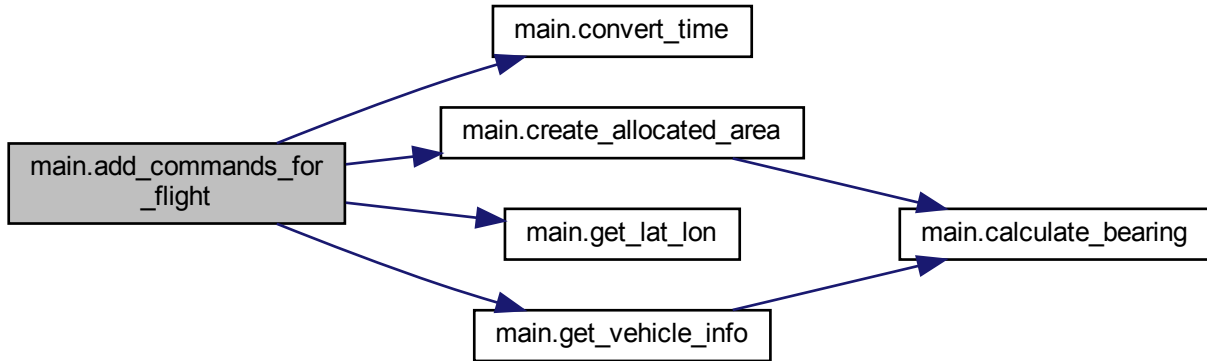 main.convert_time
main.create_allocated_area
main.add_commands_for
_flight
main.get_lat_lon
main.calculate_bearing
main.get_vehicle_info